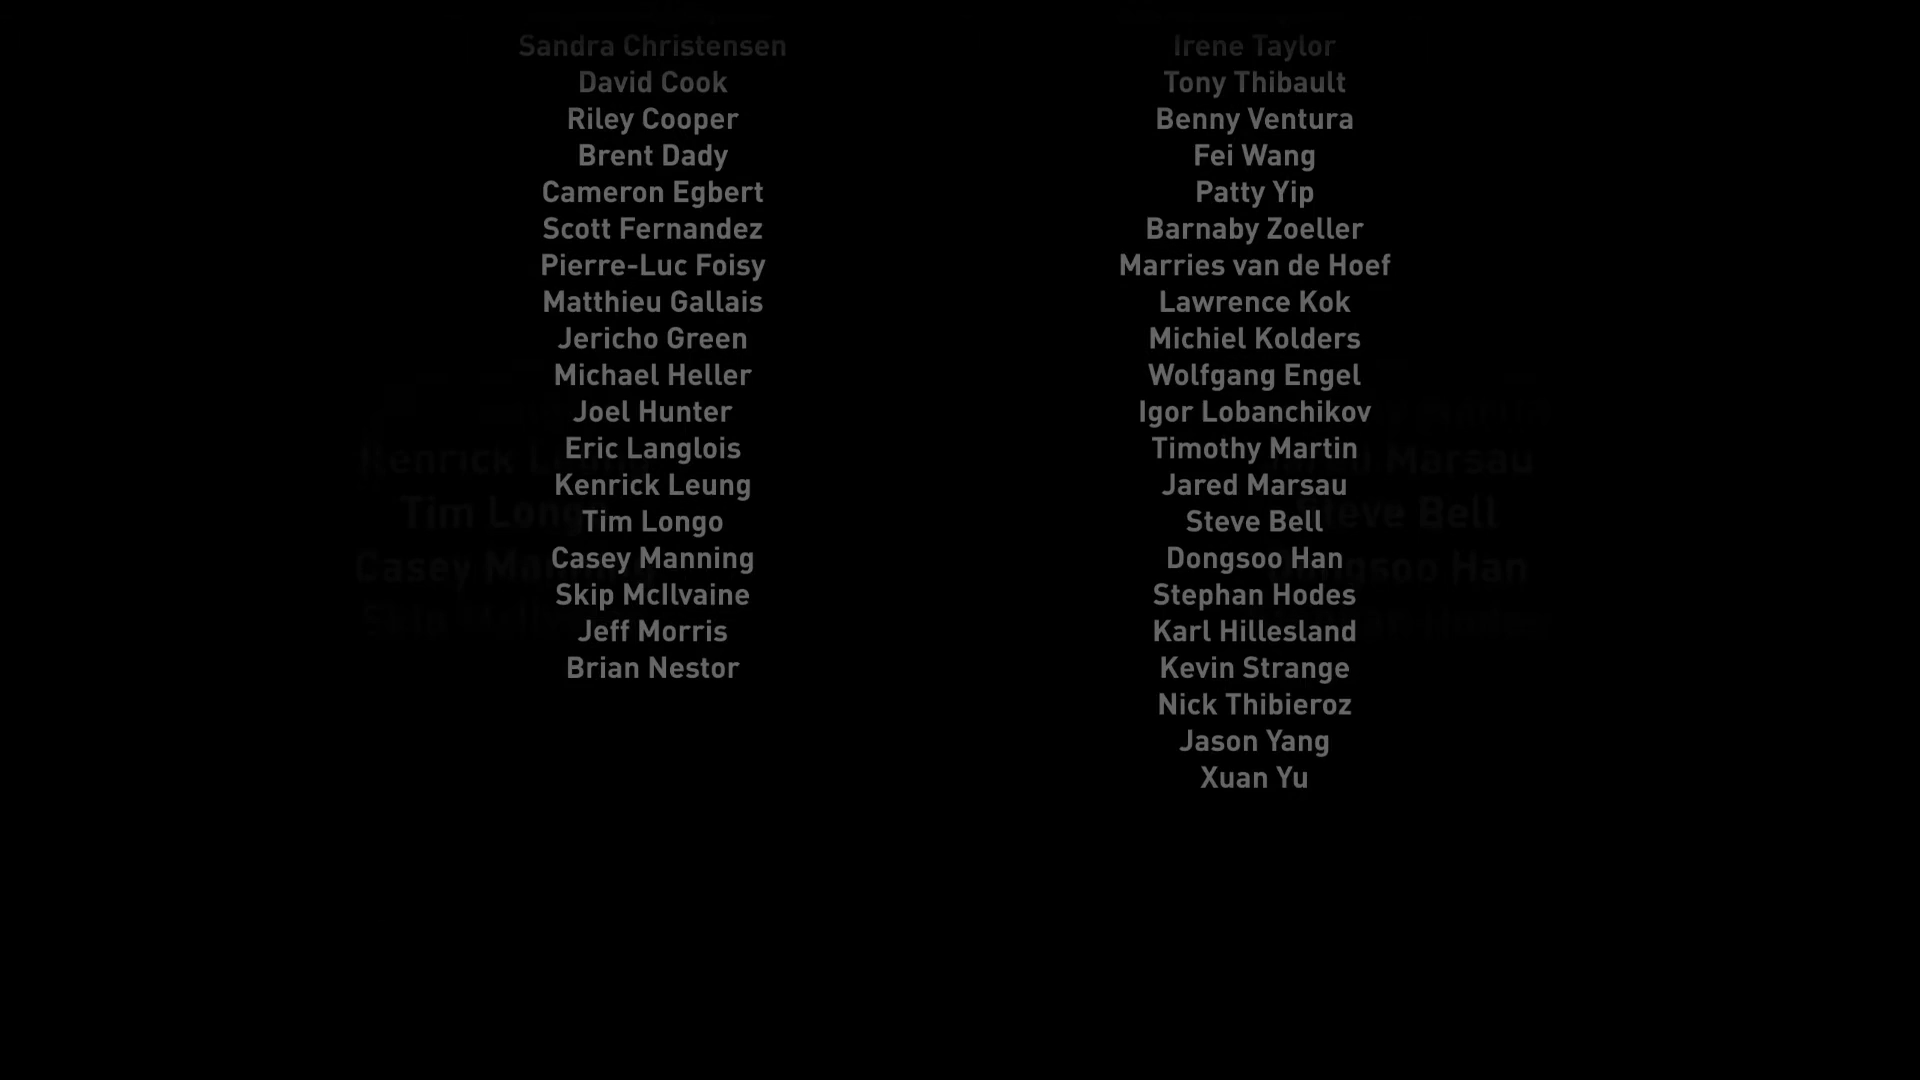 Sandra Christensen
David Cook
Riley Cooper
Brent Dady
Cameron Egbert
Scott Fernandez
Pierre-Luc Foisy
Matthieu Gallais
Jericho Green
Michael Heller
Joel Hunter
Eric Langlois
Kenrick Leung
Tim Longo
Casey Manning
Skip McIlvaine
Jeff Morris
Brian Nestor
Irene Taylor
Tony Thibault
Benny Ventura
Fei Wang
Patty Yip
Barnaby Zoeller
Marries van de Hoef
Lawrence Kok
Michiel Kolders
Wolfgang Engel
Igor Lobanchikov
Timothy Martin
Jared Marsau
Steve Bell
Dongsoo Han
Stephan Hodes
Karl Hillesland
Kevin Strange
Nick Thibieroz
Jason Yang
Xuan Yu